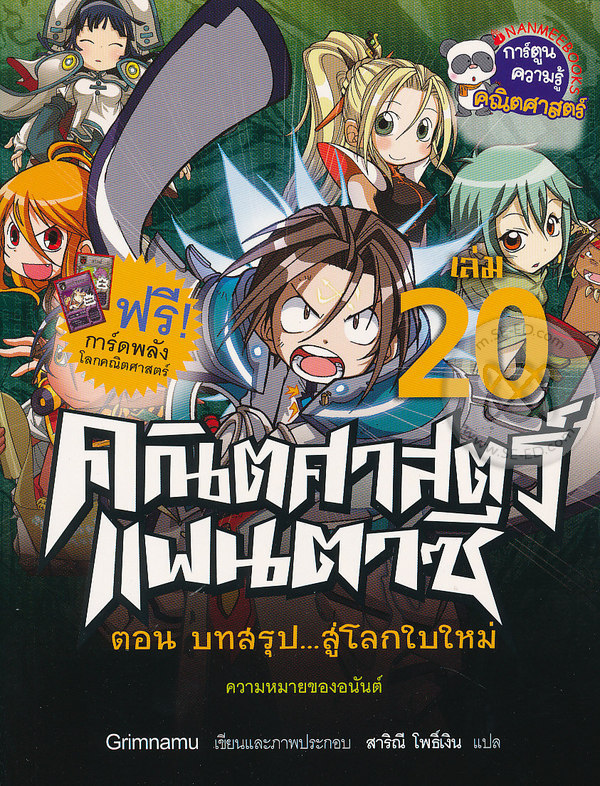 NANMEEBOOKS
การ์ตูน
ความรู้
คณิตศาสตร์
เล่ม
20
ฟรี!
การ์ดพลัง
โลกคณิตศาสตร์
คณิตศาสตร์
แฟนตาซี
ตอน บทสรุป...สู่โลกใบใหม่
ความหมายของอนันต์
Grimnamu เขียนและภาพประกอบ สาริณี โพธิ์เงิน แปล